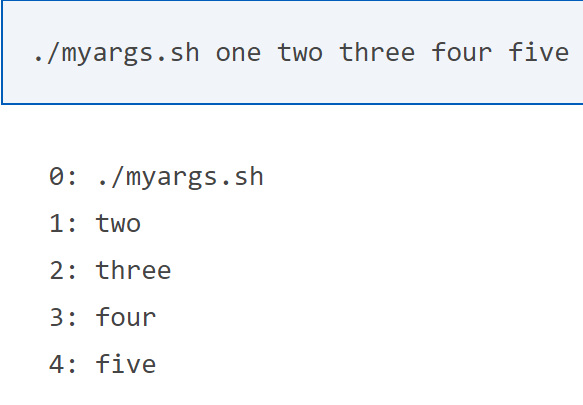 ./myargs.sh one two three four five
0: ./myargs.sh
1: two
2: three
3: four
4: five